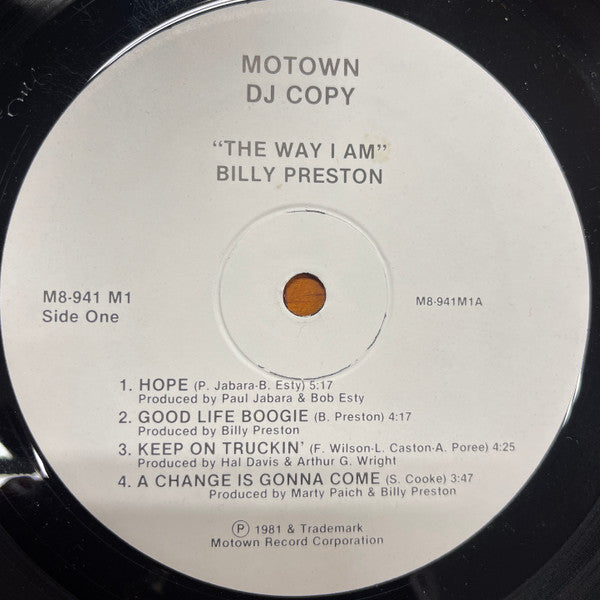 MOTOWN
DJ COPY
“THE WAY I AM”
BILLY PRESTON
M8-941 M1
Side One
M8-941M1A
1. HOPE (P. Jabara-B. Esty) 5:17
Produced by Paul Jabara & Bob Esty
2. GOOD LIFE BOOGIE (B. Preston) 4:17
Produced by Billy Preston
3. KEEP ON TRUCKIN’ (F. Wilson-L. Caston-A. Poree) 4:25
Produced by Hal Davis & Arthur G. Wright
4. A CHANGE IS GONNA COME (S. Cooke) 3:47
Produced by Marty Paich & Billy Preston
Ⓟ 1981 & Trademark
Motown Record Corporation